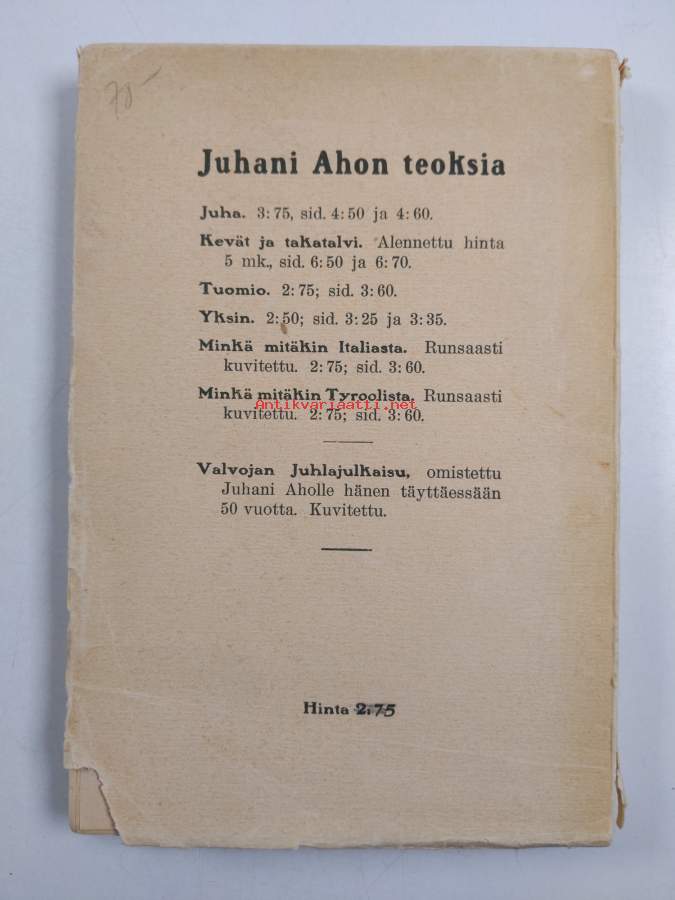 70-
Juhani Ahon teoksia
Juha. 3: 75, sid. 4: 50 ja 4: 60.
Kevät ja takatalvi. Alennettu hinta
5 mk., sid. 6: 50 ja 6: 70.
Tuomio. 2: 75; sid. 3: 60.
Yksin. 2: 50; sid. 3: 25 ja 3: 35.
Minkä mitäkin Italiasta. Runsaasti
kuvitettu. 2: 75; sid. 3: 60.
Minkä mitäkin Tyroolista. Runsaasti
Antikvariaatti.net
kuvitettu. 2: 75; sid. 3: 60.
Valvojan Juhlajulkaisu, omistettu
Juhani Aholle hänen täyttäessään
50 vuotta. Kuvitettu.
Hinta 2: 75